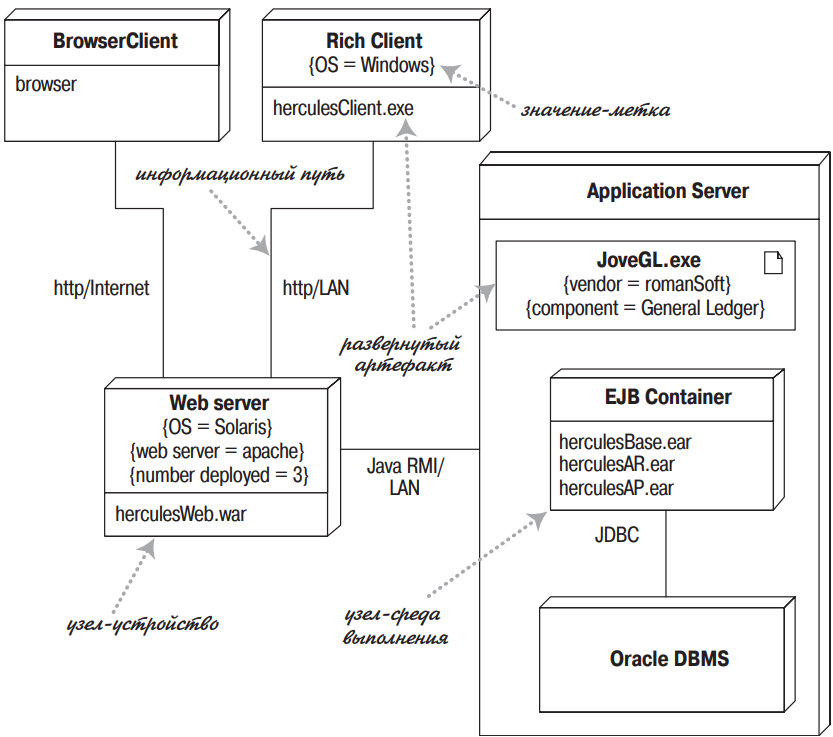 BrowserClient
browser
Rich Client
{OS = Windows}
herculesClient.exe
значение-метка
информационный путь
Application Server
JoveGL.exe
{vendor = romanSoft}
{component = General Ledger}
http/Internet
http/LAN
развернутый
артефакт
Web server
{OS = Solaris}
{web server = apache}
{number deployed = 3}
herculesWeb.war
Java RMI/
LAN
EJB Container
herculesBase.ear
herculesAR.ear
herculesAP.ear
JDBC
узел-устройство
узел-среда
выполнения
Oracle DBMS